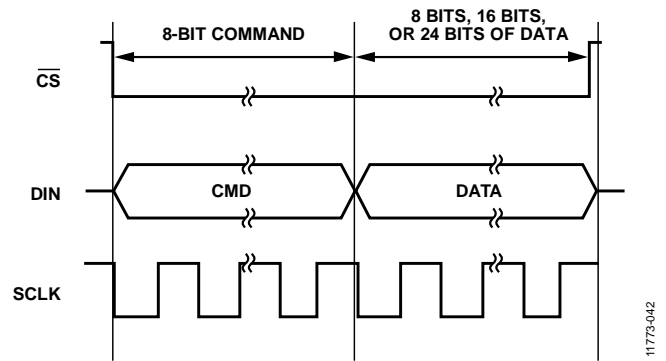 8-BIT COMMAND
8 BITS, 16 BITS,
OR 24 BITS OF DATA
CS
DIN
CMD
DATA
SCLK
11773-042